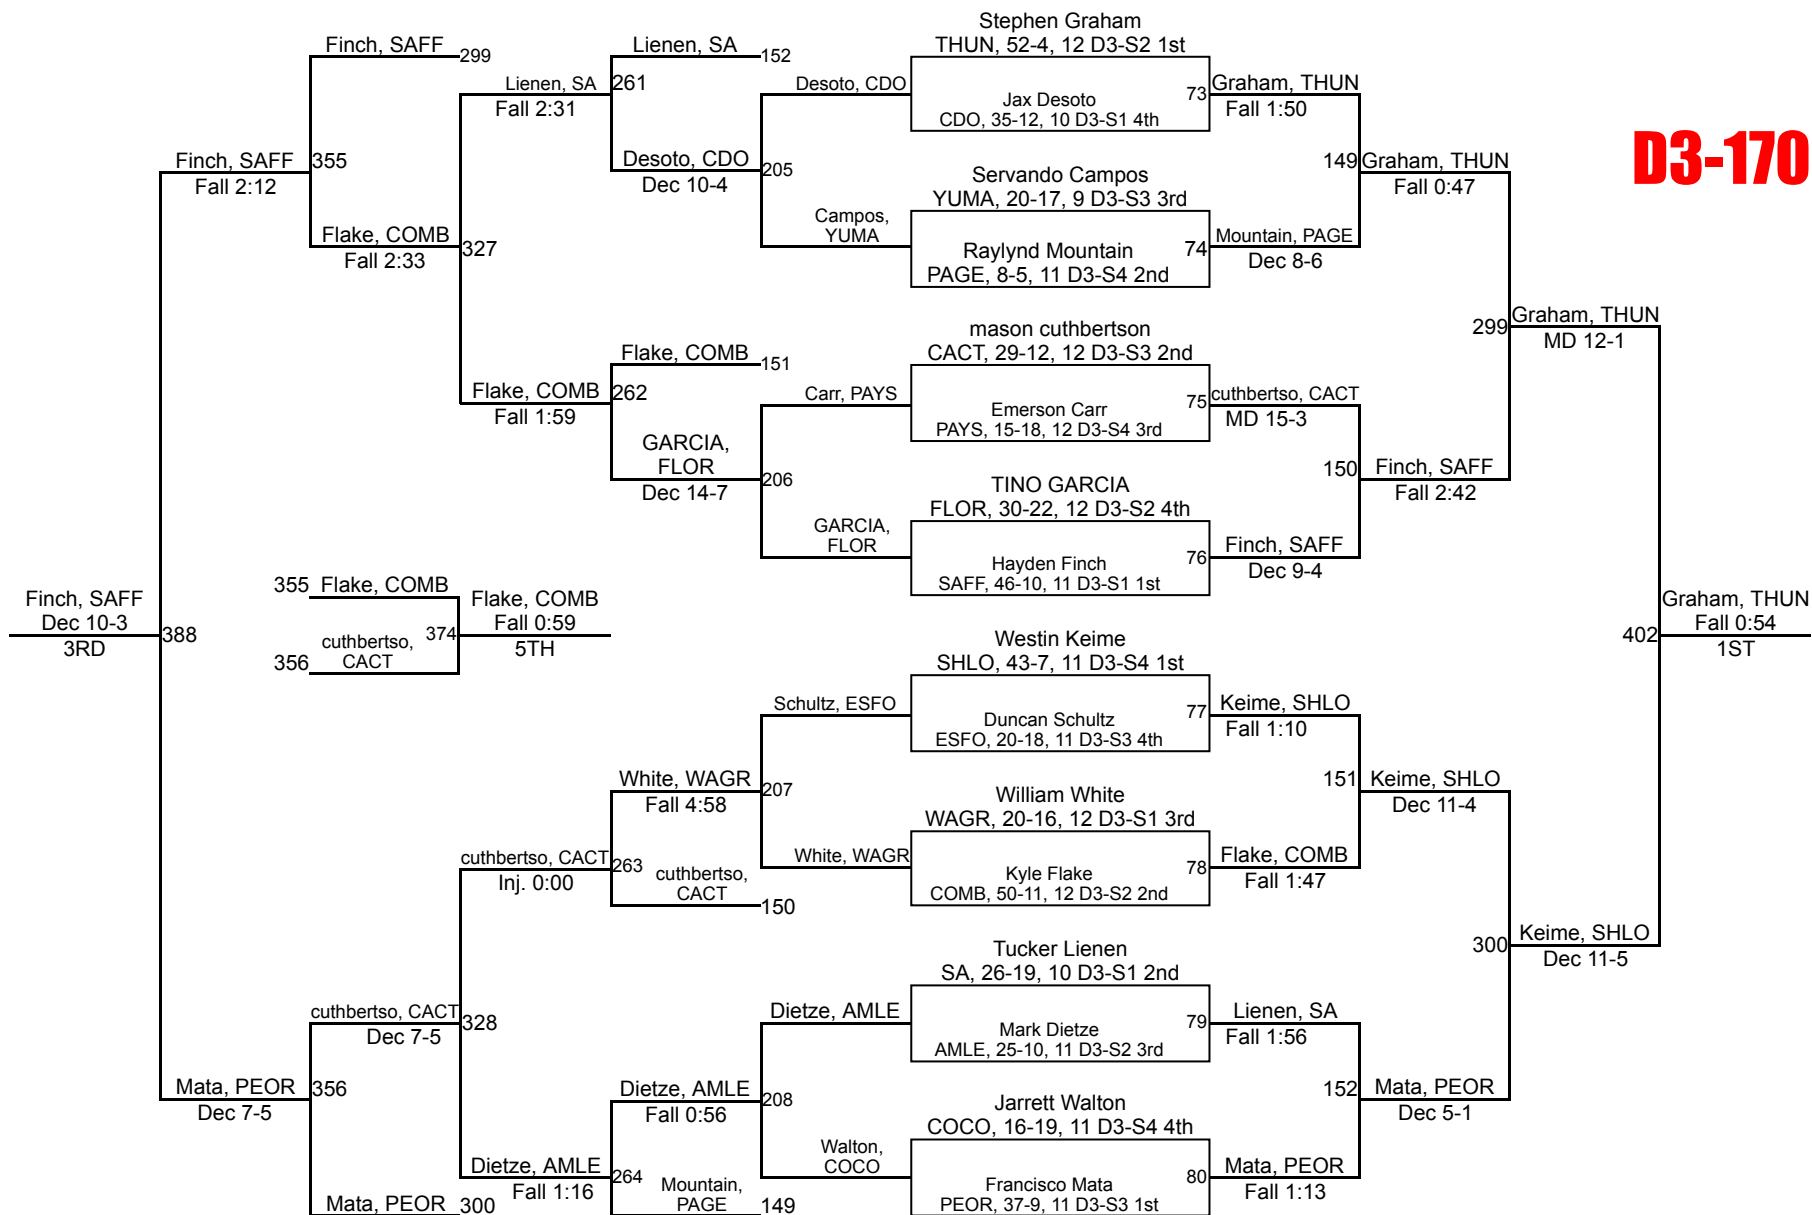 D3-170
Finch, SAFF
299
Lienen, SA
Fall 2:31
261
Lienen, SA
152
Desoto, CDO
Stephen Graham
THUN, 52-4, 12 D3-S2 1st
Jax Desoto
CDO, 35-12, 10 D3-S1 4th
73
Graham, THUN
Fall 1:50
Finch, SAFF
Fall 2:12
355
Desoto, CDO
Dec 10-4
205
Servando Campos
YUMA, 20-17, 9 D3-S3 3rd
149
Graham, THUN
Fall 0:47
Flake, COMB
Fall 2:33
327
Campos,
YUMA
Raylynd Mountain
PAGE, 8-5, 11 D3-S4 2nd
74
Mountain, PAGE
Dec 8-6
299
Graham, THUN
MD 12-1
Flake, COMB
151
mason cuthbertson
CACT, 29-12, 12 D3-S3 2nd
Flake, COMB
Fall 1:59
262
Carr, PAYS
Emerson Carr
PAYS, 15-18, 12 D3-S4 3rd
75
cuthbertso, CACT
MD 15-3
GARCIA,
FLOR
Dec 14-7
206
TINO GARCIA
FLOR, 30-22, 12 D3-S2 4th
150
Finch, SAFF
Fall 2:42
GARCIA,
FLOR
Hayden Finch
SAFF, 46-10, 11 D3-S1 1st
76
Finch, SAFF
Dec 9-4
Finch, SAFF
Dec 10-3
3RD
388
355
Flake, COMB
356
cuthbertso,
CACT
374
Flake, COMB
Fall 0:59
5TH
402
Graham, THUN
Fall 0:54
1ST
Westin Keime
SHLO, 43-7, 11 D3-S4 1st
Schultz, ESFO
Duncan Schultz
ESFO, 20-18, 11 D3-S3 4th
77
Keime, SHLO
Fall 1:10
White, WAGR
Fall 4:58
207
William White
WAGR, 20-16, 12 D3-S1 3rd
151
Keime, SHLO
Dec 11-4
cuthbertso, CACT
Inj. 0:00
263
cuthbertso,
CACT
150
White, WAGR
Kyle Flake
COMB, 50-11, 12 D3-S2 2nd
78
Flake, COMB
Fall 1:47
300
Keime, SHLO
Dec 11-5
Tucker Lienen
SA, 26-19, 10 D3-S1 2nd
cuthbertso, CACT
Dec 7-5
328
Dietze, AMLE
Mark Dietze
AMLE, 25-10, 11 D3-S2 3rd
79
Lienen, SA
Fall 1:56
Mata, PEOR
Dec 7-5
356
Dietze, AMLE
Fall 0:56
208
Jarrett Walton
COCO, 16-19, 11 D3-S4 4th
152
Mata, PEOR
Dec 5-1
Dietze, AMLE
Fall 1:16
264
Walton,
COCO
Francisco Mata
PEOR, 37-9, 11 D3-S3 1st
80
Mata, PEOR
Fall 1:13
Mata, PEOR
300
Mountain,
PAGE
149